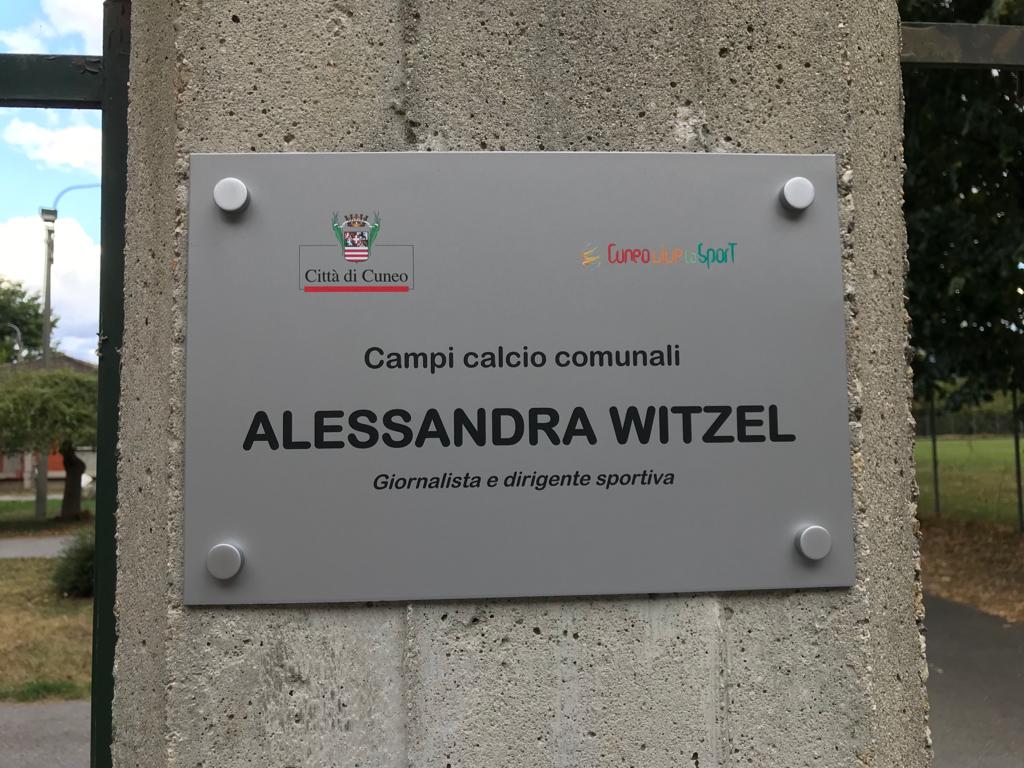 Città di Cuneo
Cuneo vive lo Sport
Campi calcio comunali
ALESSANDRA WITZEL
Giornalista e dirigente sportiva